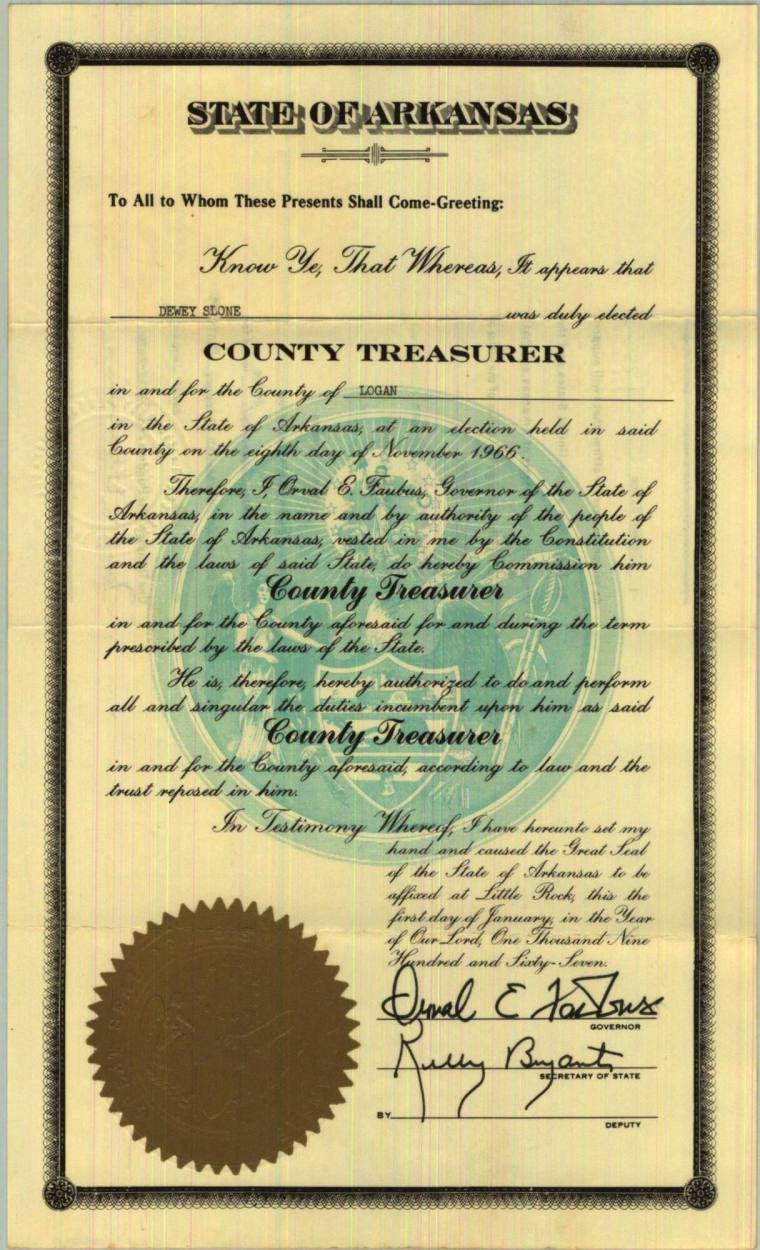 STATE OF ARKANSAS
To All to Whom These Presents Shall Come-Greeting:
Know Ye, That Whereas, It appears that
DEWEY SLONE was duly elected
COUNTY TREASURER
in and for the County of LOGAN
in the State of Arkansas, at an election held in said
County on the eighth day of November 1966.
Therefore, I, Orval E. Faubus, Governor of the State of
Arkansas, in the name and by authority of the people of
the State of Arkansas, vested in me by the Constitution
and the laws of said State, do hereby Commission him
County Treasurer
in and for the County aforesaid for and during the term
prescribed by the laws of the State.
He is, therefore, hereby authorized to do and perform
all and singular the duties incumbent upon him as said
County Treasurer
in and for the County aforesaid, according to law and the
trust reposed in him.
In Testimony Whereof, I have hereunto set my
hand and caused the Great Seal
of the State of Arkansas to be
affixed at Little Rock, this the
first day of January, in the Year
of Our Lord, One Thousand Nine
Hundred and Sixty-Seven.
Orval E Faubus
GOVERNOR
Kelly Bryant
SECRETARY OF STATE
BY
DEPUTY